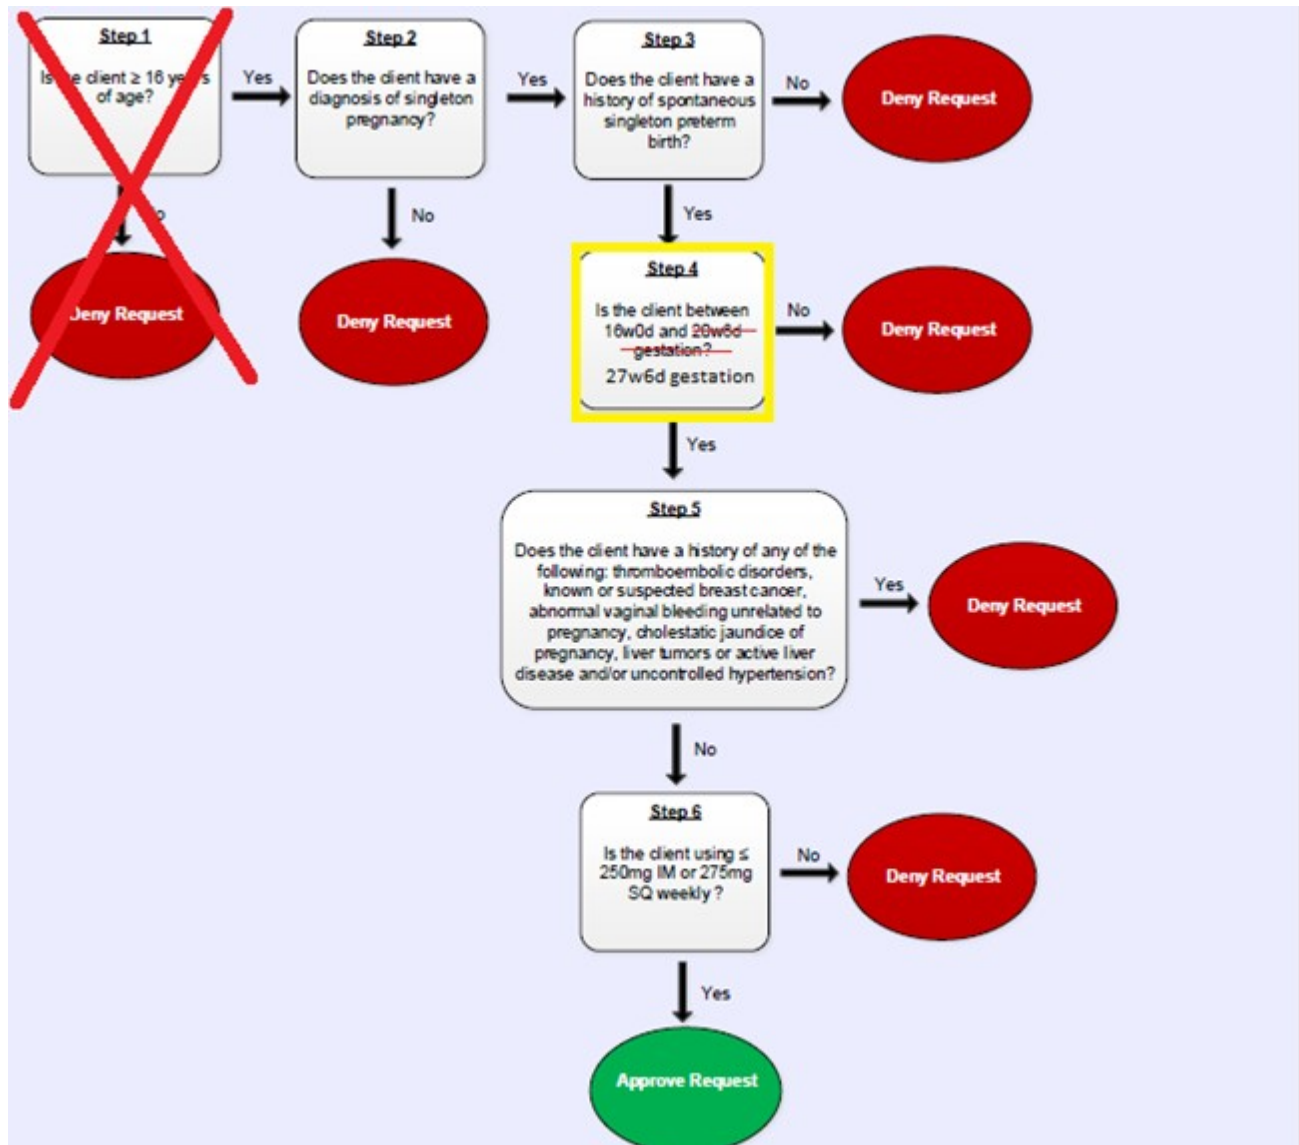 Step 1
Is the client ≥ 16 years
of age?
Yes
No
Deny Request
Step 2
Does the client have a
diagnosis of singleton
pregnancy?
Yes
No
Deny Request
Step 3
Does the client have a
history of spontaneous
singleton preterm
birth?
No
Deny Request
Yes
Step 4
Is the client between
16w0d and 20w6d
gestation?
27w6d gestation
No
Deny Request
Yes
Step 5
Does the client have a history of any of the
following: thromboembolic disorders,
known or suspected breast cancer,
abnormal vaginal bleeding unrelated to
pregnancy, cholestatic jaundice of
pregnancy, liver tumors or active liver
disease and/or uncontrolled hypertension?
Yes
Deny Request
No
Step 6
Is the client using ≤
250mg IM or 275mg
SQ weekly ?
No
Deny Request
Yes
Approve Request